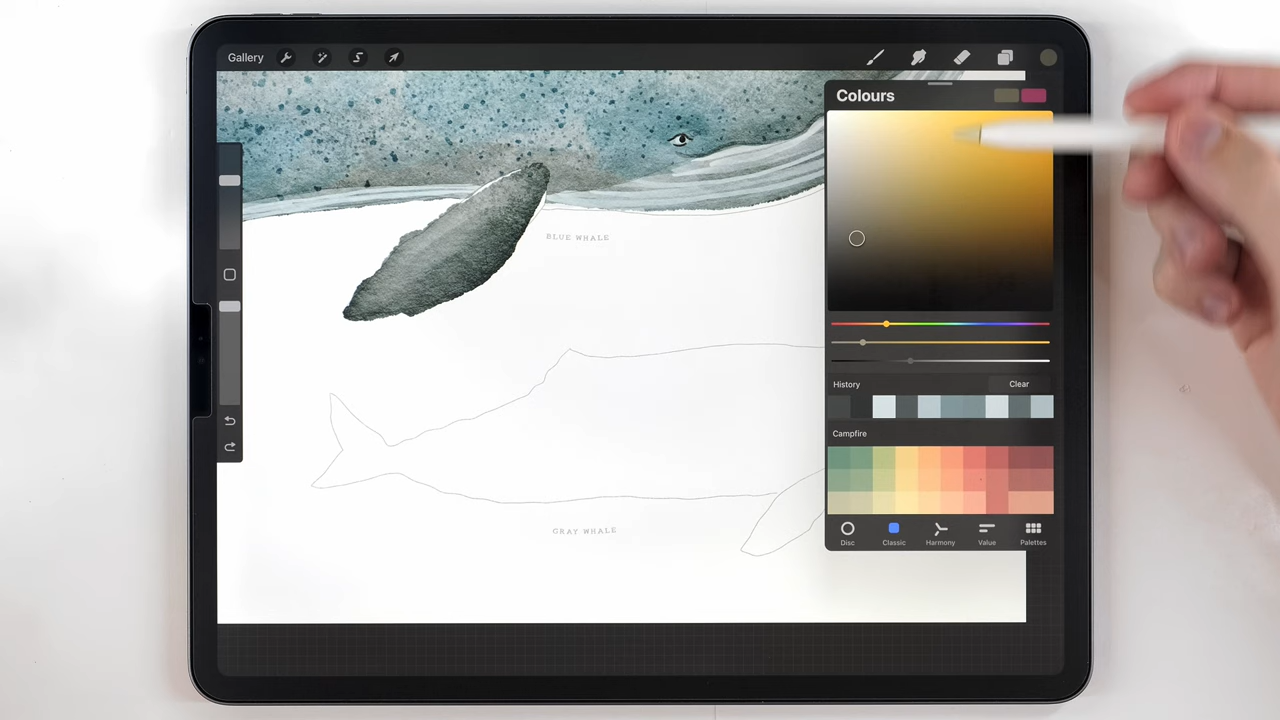 Gallery
Colours
BLUE WHALE
History
Clear
Campfire
GRAY WHALE
Disc
Classic
Harmony
Value
Palettes